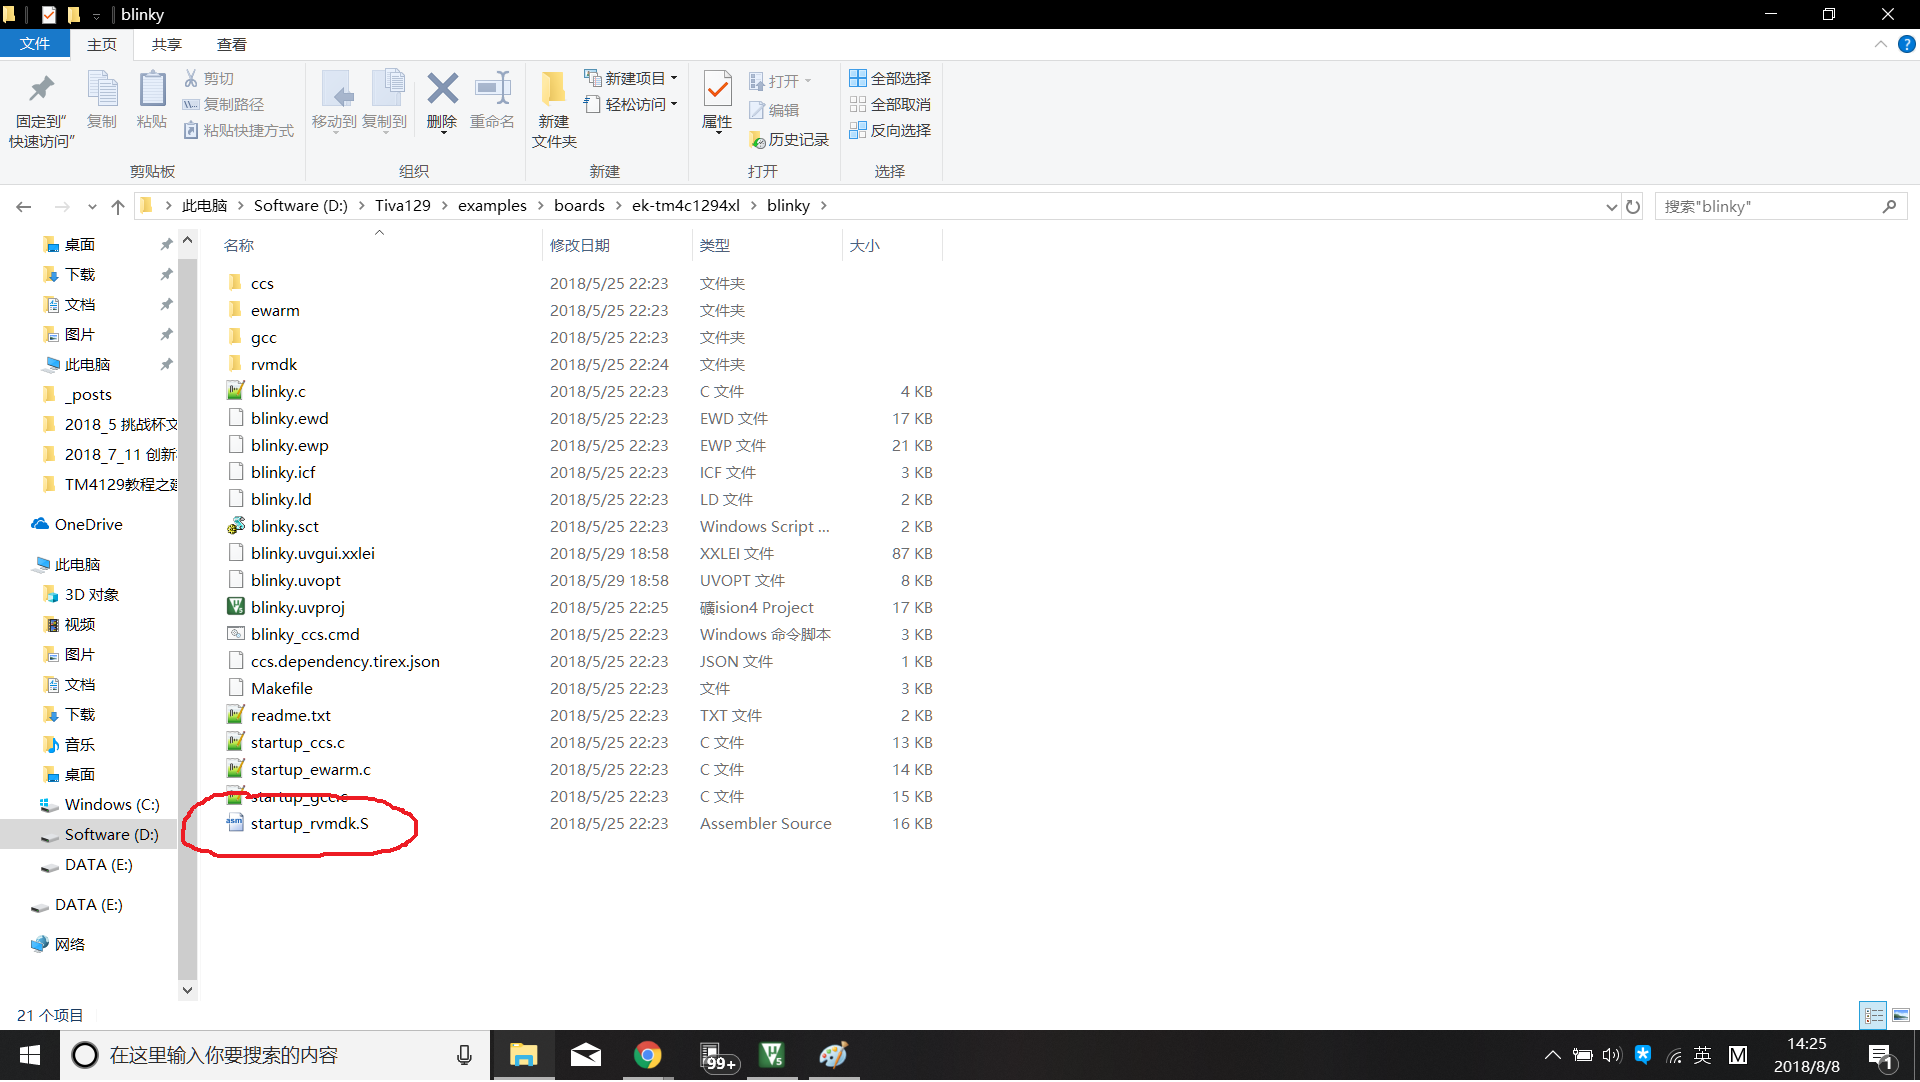 blinky
文件 主页 共享 查看
固定到"快速访问"
复制
粘贴
剪切
复制路径
粘贴快捷方式
剪贴板
移动到
复制到
删除
重命名
组织
新建文件夹
新建项目
轻松访问
新建
属性
打开
编辑
历史记录
打开
全部选择
全部取消
反向选择
选择
此电脑 > Software (D:) > Tiva129 > examples > boards > ek-tm4c1294xl > blinky >
搜索"blinky"
桌面
下载
文档
图片
此电脑
_posts
2018_5 挑战杯文
2018_7_11 创新
TM4129教程之建
OneDrive
此电脑
3D 对象
视频
图片
文档
下载
音乐
桌面
Windows (C:)
Software (D:)
DATA (E:)
DATA (E:)
网络
名称 修改日期 类型 大小
ccs 2018/5/25 22:23 文件夹
ewarm 2018/5/25 22:23 文件夹
gcc 2018/5/25 22:23 文件夹
rvmdk 2018/5/25 22:24 文件夹
blinky.c 2018/5/25 22:23 C 文件 4 KB
blinky.ewd 2018/5/25 22:23 EWD 文件 17 KB
blinky.ewp 2018/5/25 22:23 EWP 文件 21 KB
blinky.icf 2018/5/25 22:23 ICF 文件 3 KB
blinky.ld 2018/5/25 22:23 LD 文件 2 KB
blinky.sct 2018/5/25 22:23 Windows Script ... 2 KB
blinky.uvgui.xxlei 2018/5/29 18:58 XXLEI 文件 87 KB
blinky.uvopt 2018/5/29 18:58 UVOPT 文件 8 KB
blinky.uvproj 2018/5/25 22:25 礦ision4 Project 17 KB
blinky_ccs.cmd 2018/5/25 22:23 Windows 命令脚本 3 KB
ccs.dependency.tirex.json 2018/5/25 22:23 JSON 文件 1 KB
Makefile 2018/5/25 22:23 文件 3 KB
readme.txt 2018/5/25 22:23 TXT 文件 2 KB
startup_ccs.c 2018/5/25 22:23 C 文件 13 KB
startup_ewarm.c 2018/5/25 22:23 C 文件 14 KB
startup_gcc.c 2018/5/25 22:23 C 文件 15 KB
asm startup_rvmdk.S 2018/5/25 22:23 Assembler Source 16 KB
21 个项目
在这里输入你要搜索的内容
99+
英
M
14:25
2018/8/8
1